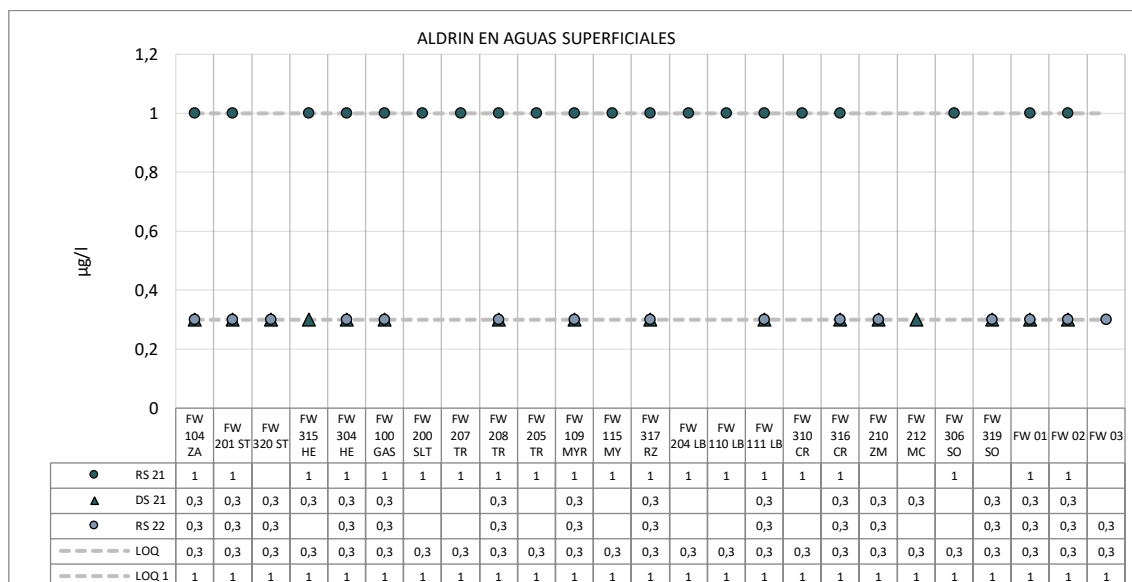 ALDRIN EN AGUAS SUPERFICIALES
1,2
1
0,8
0,6
0,4
0,2
0
µg/l
FW 104 ZA
FW 201 ST
FW 320 ST
FW 315 HE
FW 304 HE
FW 100 GAS
FW 200 SLT
FW 207 TR
FW 208 TR
FW 205 TR
FW 109 MYR
FW 115 MY
FW 317 RZ
FW 204 LB
FW 110 LB
FW 111 LB
FW 310 CR
FW 316 CR
FW 210 ZM
FW 212 MC
FW 306 SO
FW 319 SO
FW 01
FW 02
FW 03
RS 21 1 1 1 1 1 1 1 1 1 1 1 1 1 1 1 1 1 1 1 1
DS 21 0,3 0,3 0,3 0,3 0,3 0,3 0,3 0,3 0,3 0,3 0,3 0,3 0,3 0,3 0,3 0,3
RS 22 0,3 0,3 0,3 0,3 0,3 0,3 0,3 0,3 0,3 0,3 0,3 0,3 0,3 0,3 0,3
LOQ 0,3 0,3 0,3 0,3 0,3 0,3 0,3 0,3 0,3 0,3 0,3 0,3 0,3 0,3 0,3 0,3 0,3 0,3 0,3 0,3 0,3 0,3 0,3 0,3 0,3
LOQ 1 1 1 1 1 1 1 1 1 1 1 1 1 1 1 1 1 1 1 1 1 1 1 1 1 1